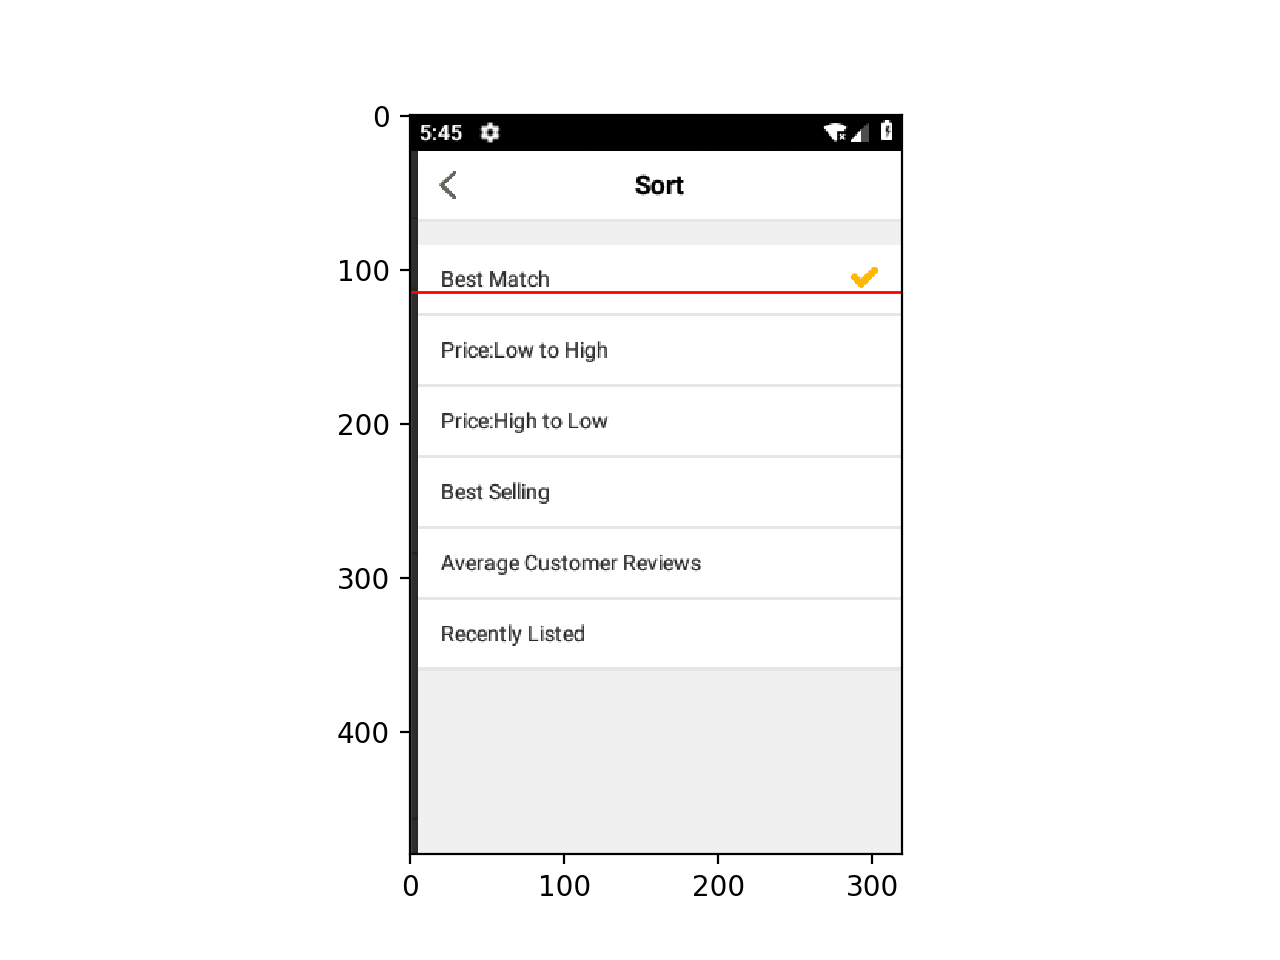 0
5:45
Sort
100
Best Match
Price:Low to High
200
Price:High to Low
Best Selling
300
Average Customer Reviews
Recently Listed
400
0 100 200 300